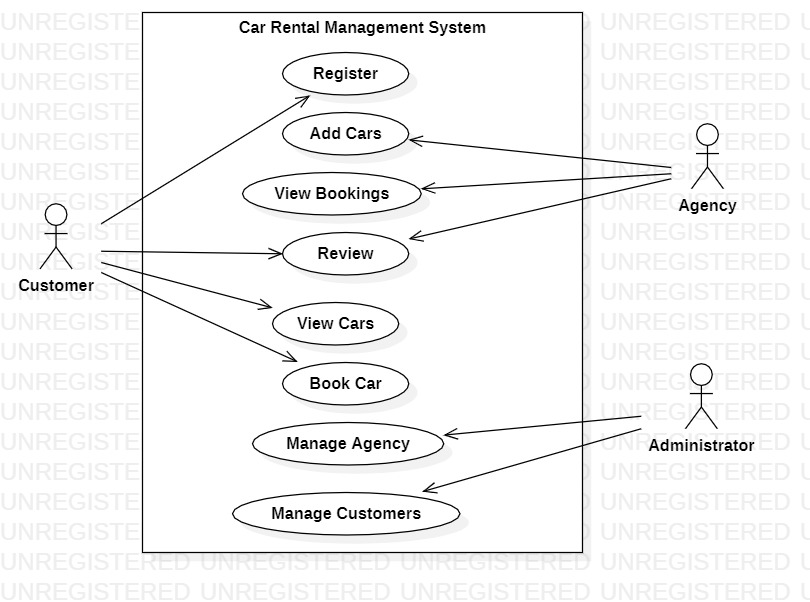 Car Rental Management System
Register
Add Cars
View Bookings
Agency
Review
Customer
View Cars
Book Car
Manage Agency
Administrator
Manage Customers
UNREGISTERED